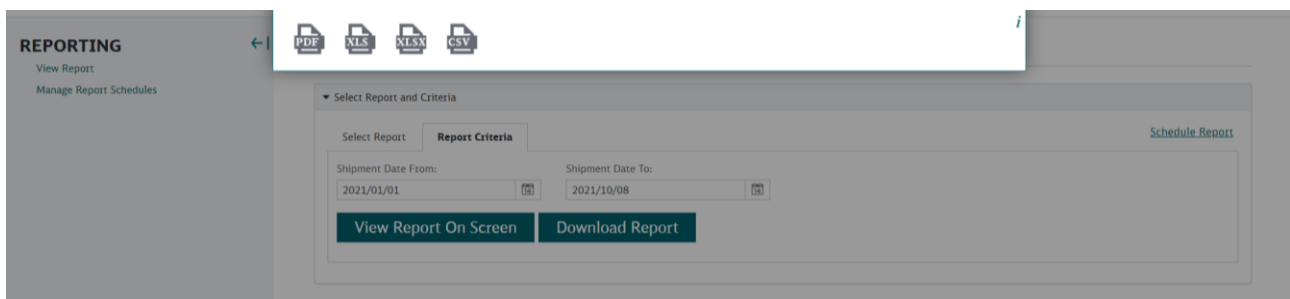 PDF XLS XLSX CSV
i
REPORTING
View Report
Manage Report Schedules
Select Report and Criteria
Select Report Report Criteria Schedule Report
Shipment Date From: Shipment Date To:
2021/01/01 14 2021/10/08 14
View Report On Screen Download Report